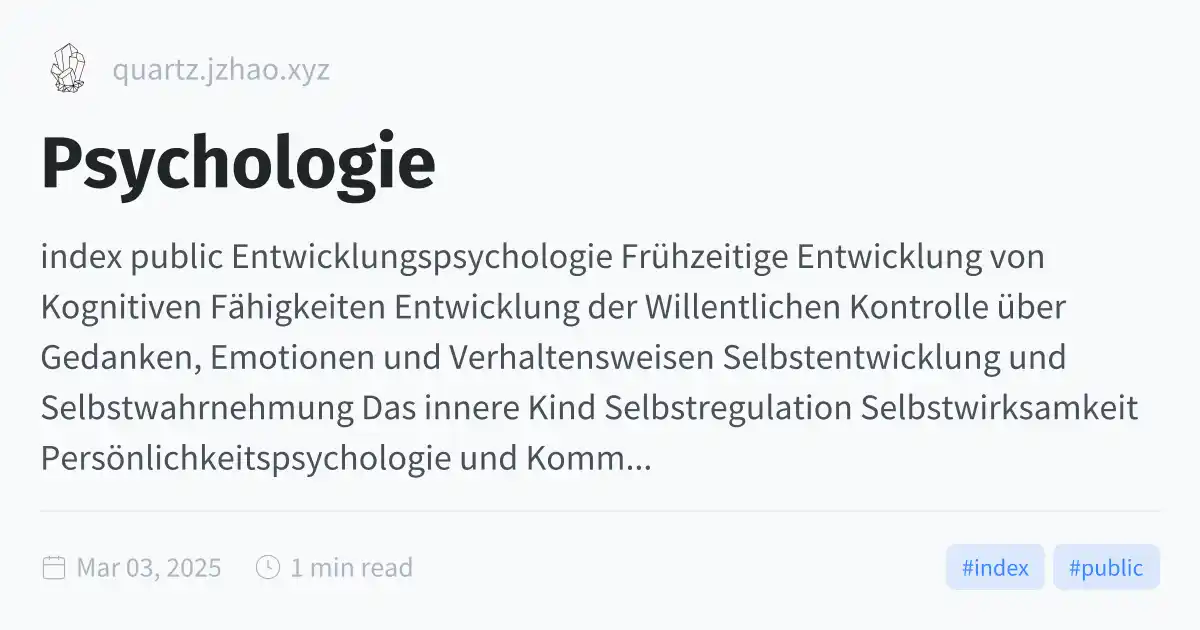 quartz.jzhao.xyz
Psychologie
index public Entwicklungspsychologie Frühzeitige Entwicklung von
Kognitiven Fähigkeiten Entwicklung der Willentlichen Kontrolle über
Gedanken, Emotionen und Verhaltensweisen Selbstentwicklung und
Selbstwahrnehmung Das innere Kind Selbstregulation Selbstwirksamkeit
Persönlichkeitspsychologie und Komm...
Mar 03, 2025 1 min read #index #public